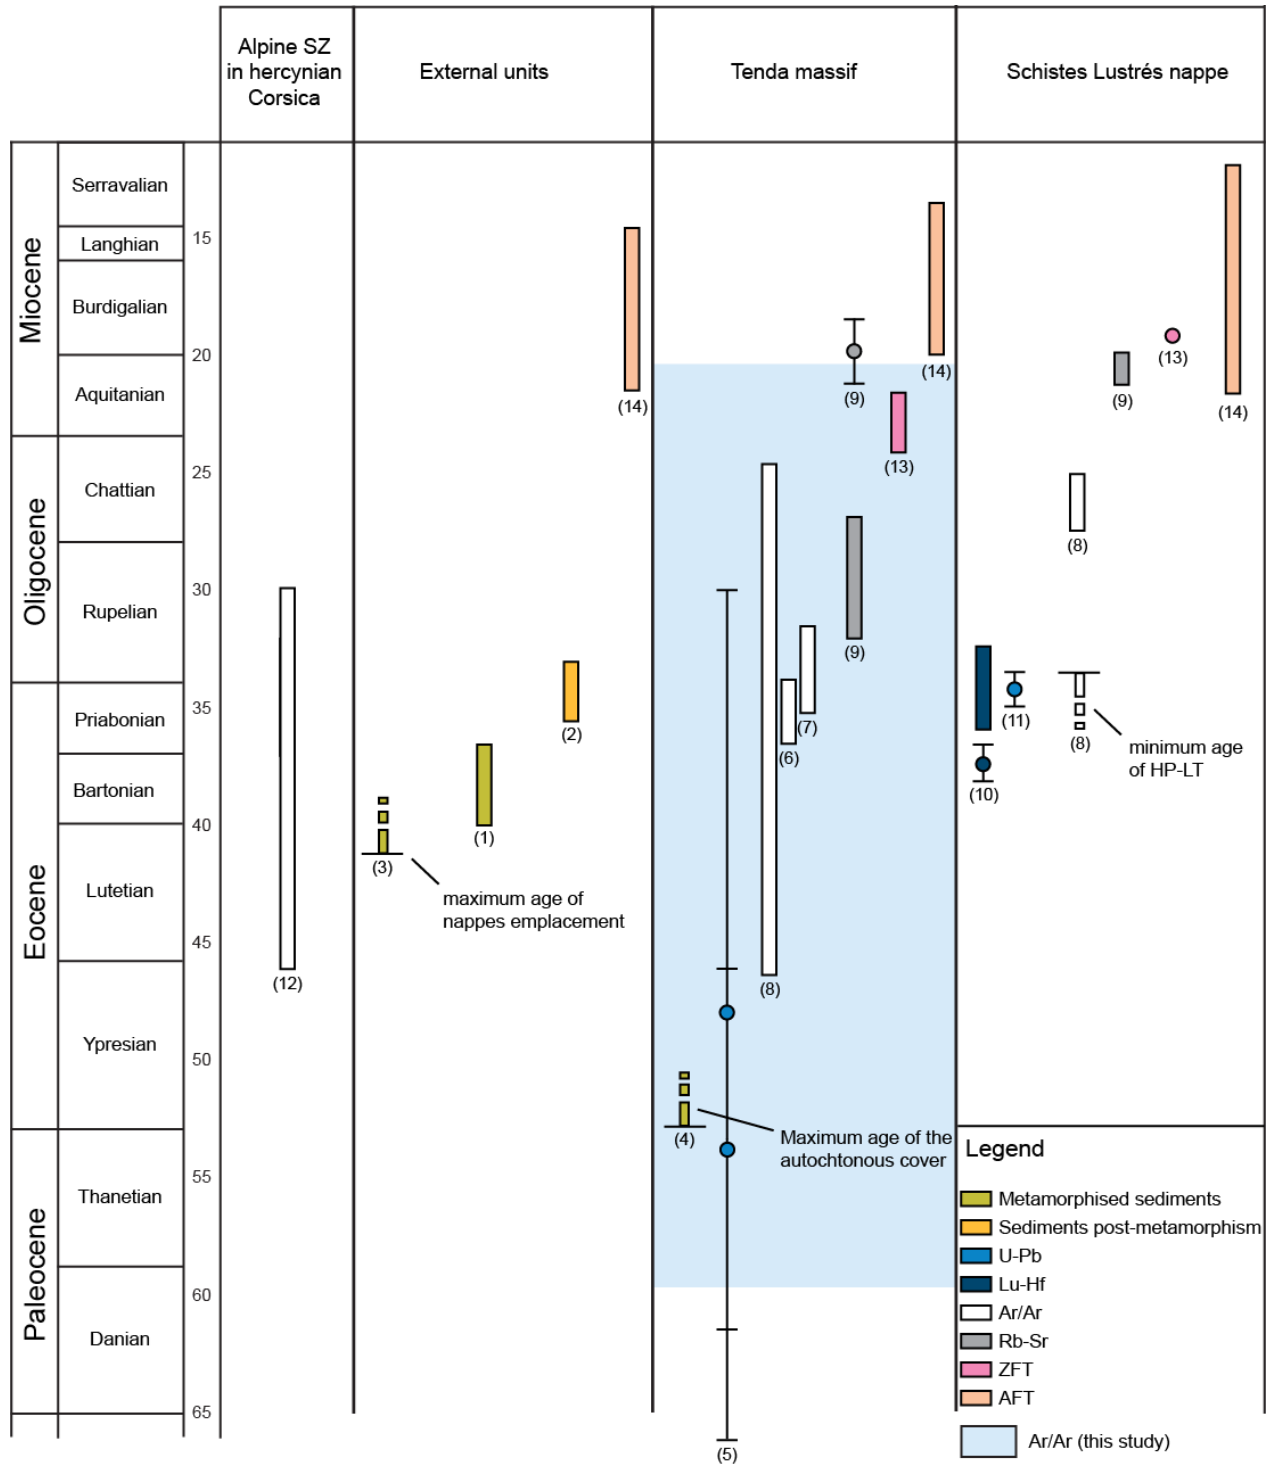 Alpine SZ
in hercynian
Corsica
External units
Tenda massif
Schistes Lustrés nappe
Miocene
Oligocene
Eocene
Paleocene
Serravalian
Langhian
Burdigalian
Aquitanian
Chattian
Rupelian
Priabonian
Bartonian
Lutetian
Ypresian
Thanetian
Danian
15
20
25
30
35
40
45
50
55
60
65
(12)
(14)
(2)
(1)
(3)
maximum age of
nappes emplacement
(14)
(9)
(13)
(9)
(7)
(6)
(8)
(4)
Maximum age of the
autochtonous cover
(5)
(13)
(9)
(14)
(8)
(11)
(8)
minimum age
of HP-LT
(10)
Legend
Metamorphised sediments
Sediments post-metamorphism
U-Pb
Lu-Hf
Ar/Ar
Rb-Sr
ZFT
AFT
Ar/Ar (this study)